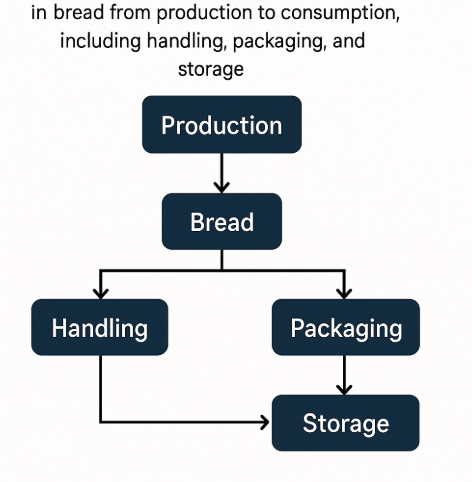 in bread from production to consumption,
including handling, packaging, and
storage
Production
Bread
Handling
Packaging
Storage